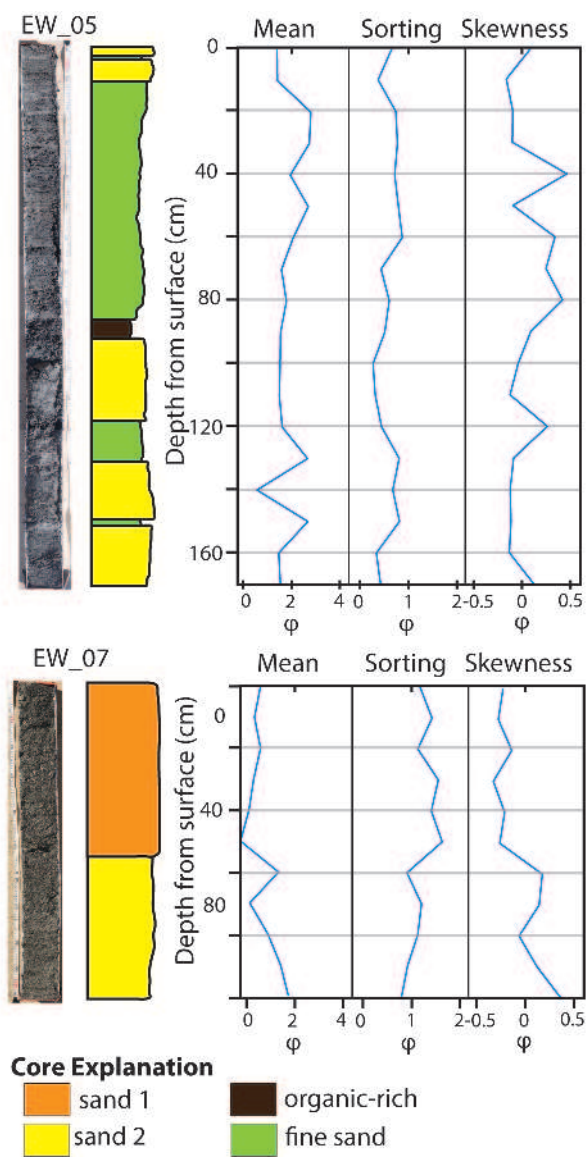 EW_05
Mean Sorting Skewness
0
40
80
120
160
Depth from surface (cm)
0 2 4 0 1 2 -0.5 0 0.5
φ φ φ
EW_07
Mean Sorting Skewness
0
40
80
Depth from surface (cm)
0 2 4 0 1 2 -0.5 0 0.5
φ φ φ
Core Explanation
sand 1 organic-rich
sand 2 fine sand